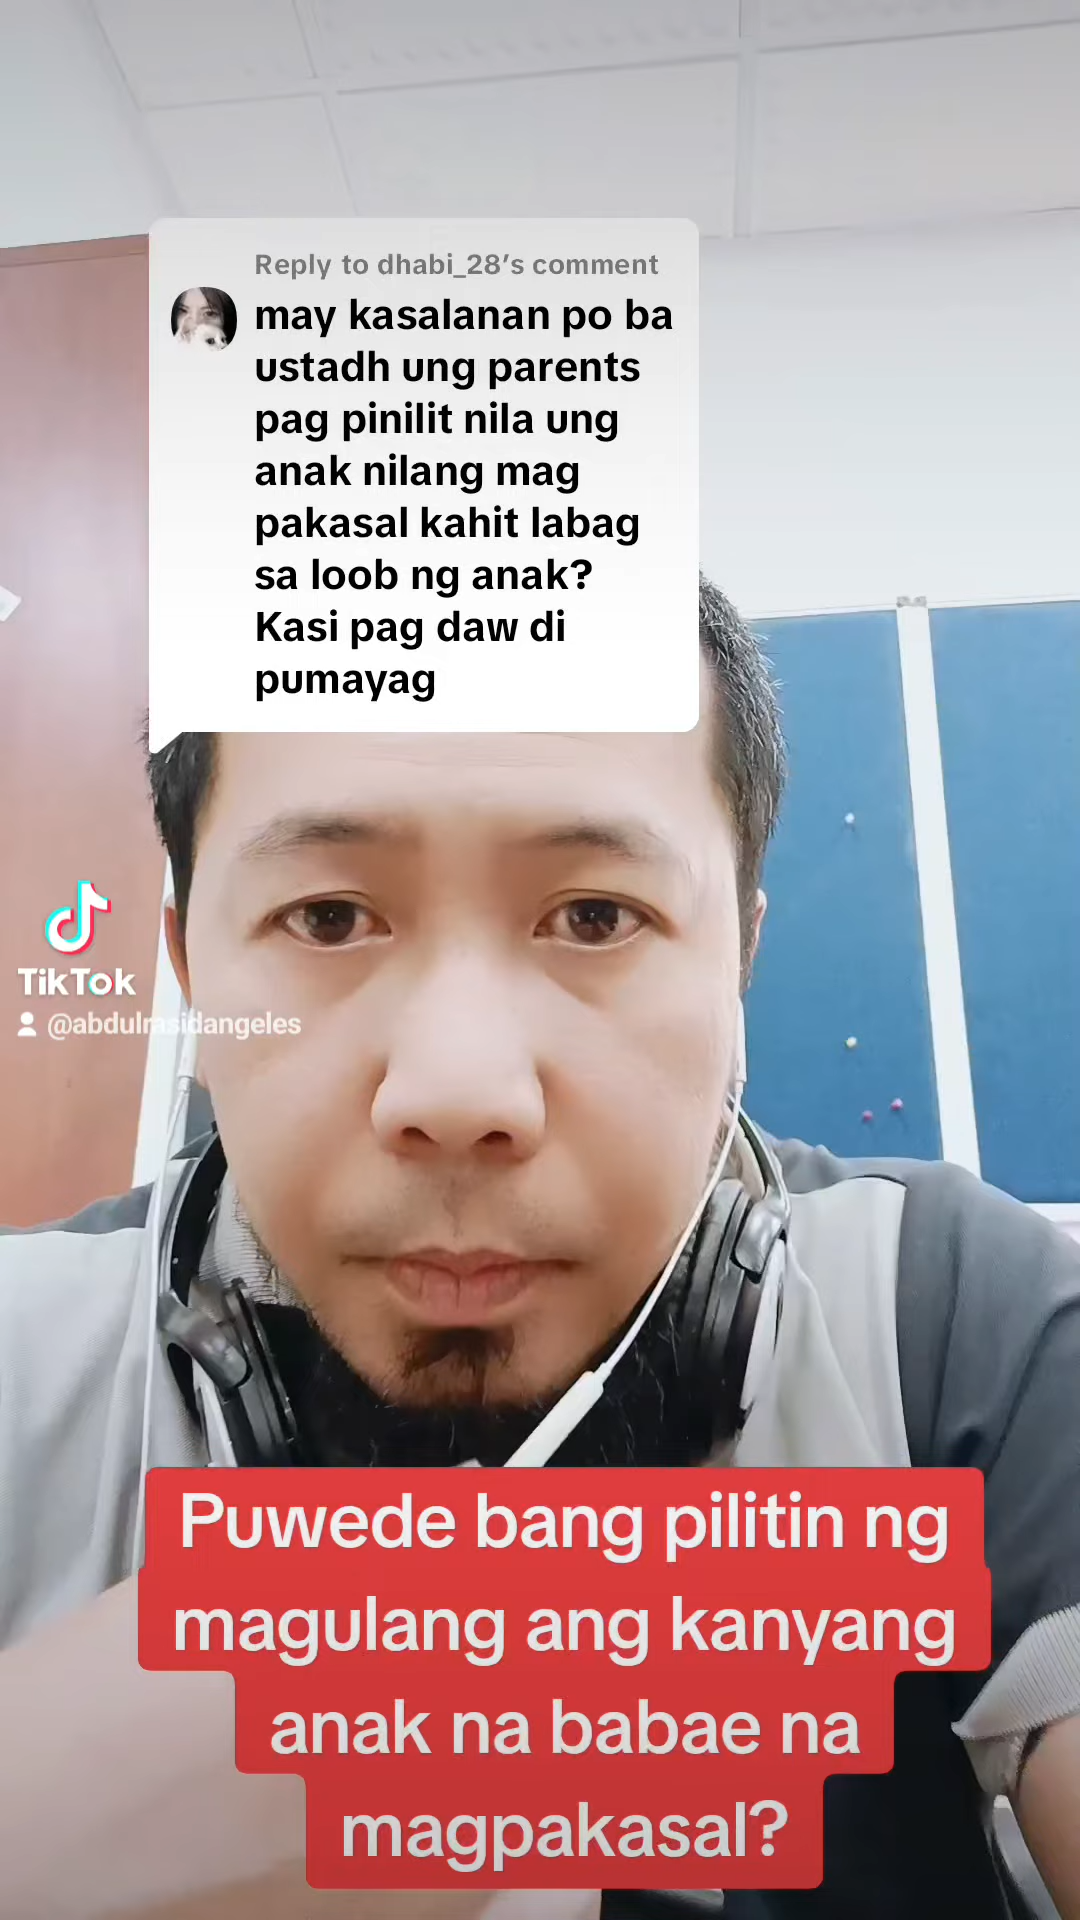 Reply to dhabi_28's comment
may kasalanan po ba
ustadh ung parents
pag pinilit nila ung
anak nilang mag
pakasal kahit labag
sa loob ng anak?
Kasi pag daw di
pumayag
TikTok
@abdulrasidangeles
Puwede bang pilitin ng
magulang ang kanyang
anak na babae na
magpakasal?